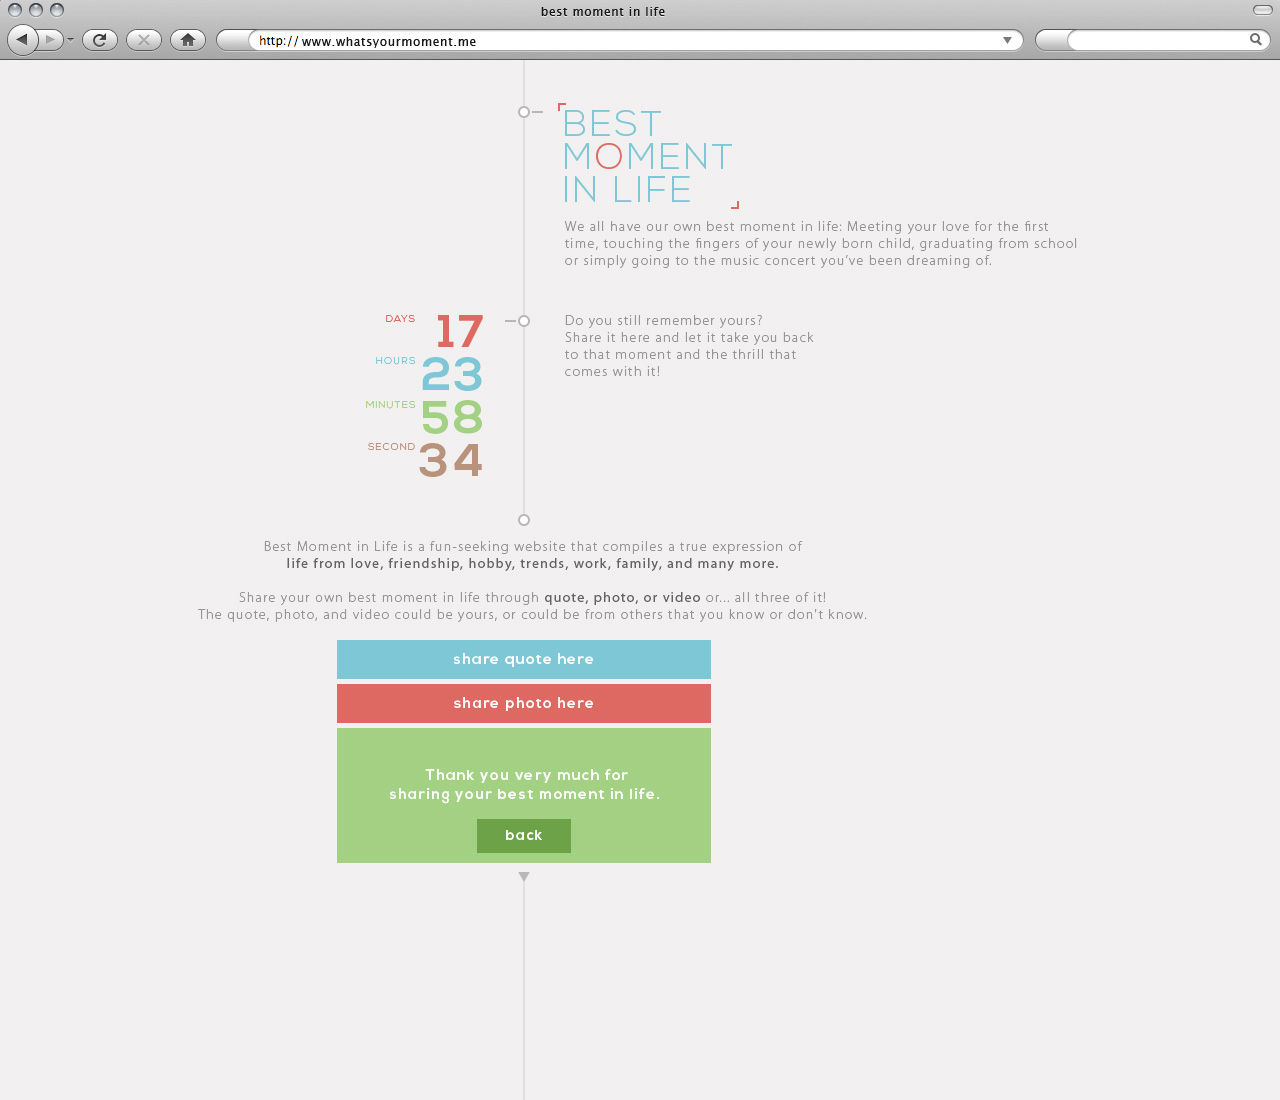 best moment in life
http:// www.whatsyourmoment.me
BEST
MOMENT
IN LIFE
We all have our own best moment in life: Meeting your love for the first
time, touching the fingers of your newly born child, graduating from school
or simply going to the music concert you've been dreaming of.
DAYS 17
HOURS 23
MINUTES 58
SECOND 34
Do you still remember yours?
Share it here and let it take you back
to that moment and the thrill that
comes with it!
Best Moment in Life is a fun-seeking website that compiles a true expression of
life from love, friendship, hobby, trends, work, family, and many more.
Share your own best moment in life through quote, photo, or video or... all three of it!
The quote, photo, and video could be yours, or could be from others that you know or don't know.
share quote here
share photo here
Thank you very much for
sharing your best moment in life.
back